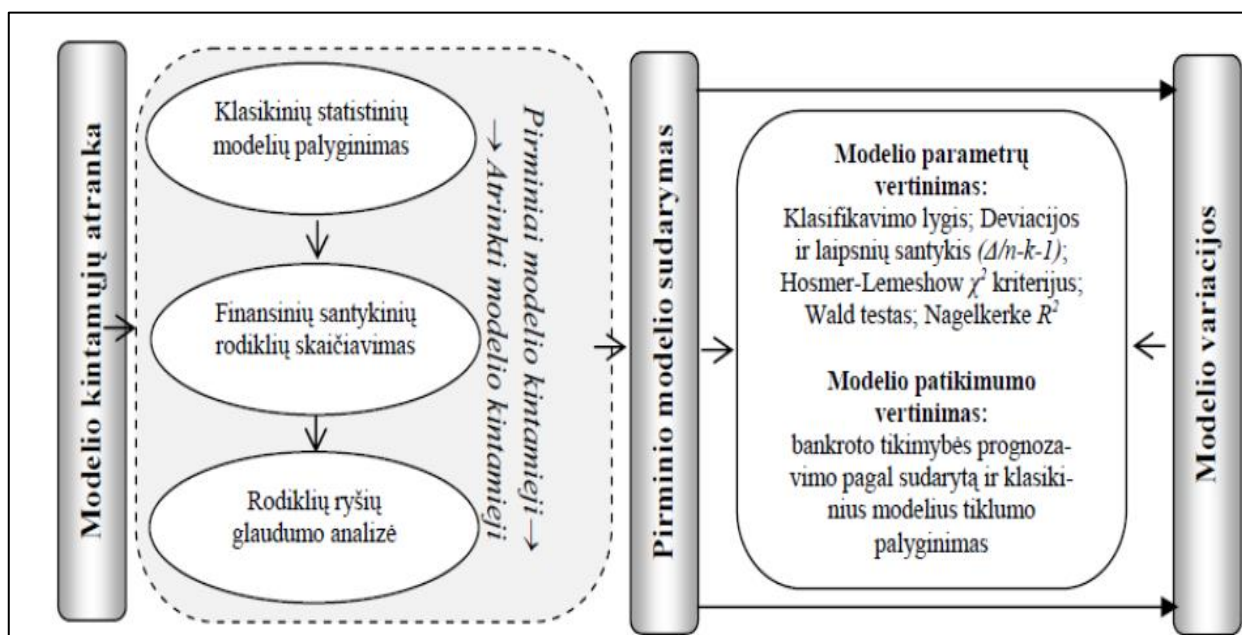 Modelio kintamųjų atranka
Klasikinių statistinių
modelių palyginimas
Finansinių santykinių
rodiklių skaičiavimas
Rodiklių ryšių
glaudumo analizė
Pirminiai modelio kintamieji →
→ Atrinkti modelio kintamieji
Pirminio modelio sudarymas
Modelio parametrų
vertinimas:
Klasifikavimo lygis; Deviacijos
ir laipsnių santykis (Δ/n-k-1);
Hosmer-Lemeshow χ² kriterijus;
Wald testas; Nagelkerke R²
Modelio patikimumo
vertinimas:
bankroto tikimybės prognoza-
vimo pagal sudarytą ir klasiki-
nius modelius tiklumo
palyginimas
Modelio variacijos